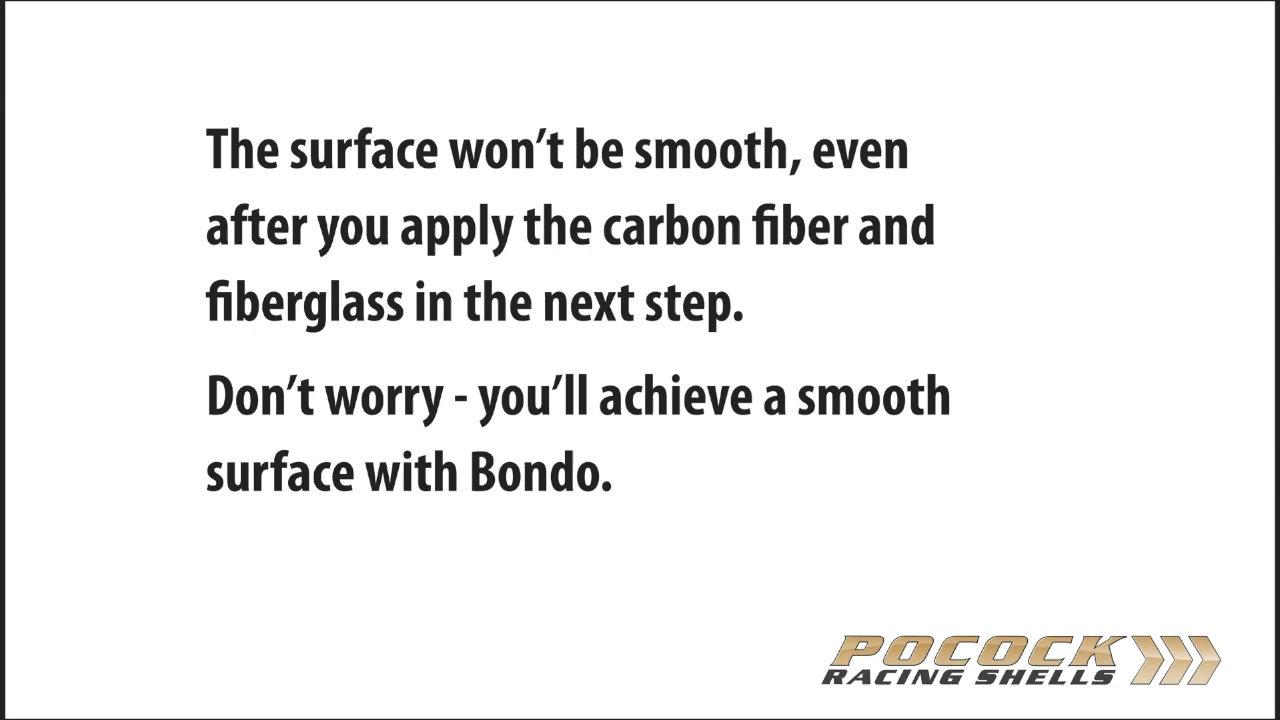 The surface won’t be smooth, even
after you apply the carbon fiber and
fiberglass in the next step.
Don’t worry - you’ll achieve a smooth
surface with Bondo.
POCOCK
RACING SHELLS